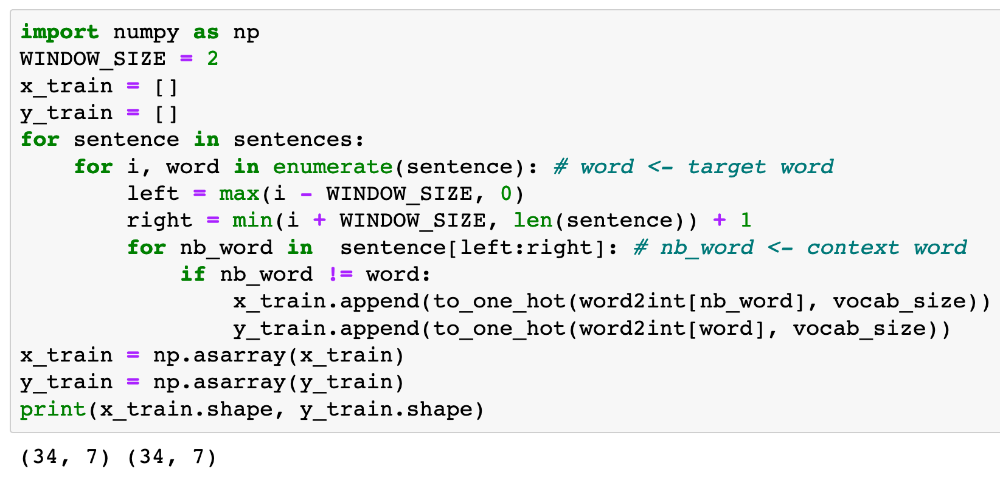 import numpy as np
WINDOW_SIZE = 2
x_train = []
y_train = []
for sentence in sentences:
    for i, word in enumerate(sentence): # word <- target word
        left = max(i - WINDOW_SIZE, 0)
        right = min(i + WINDOW_SIZE, len(sentence)) + 1
        for nb_word in  sentence[left:right]: # nb_word <- context word
            if nb_word != word:
                x_train.append(to_one_hot(word2int[nb_word], vocab_size))
                y_train.append(to_one_hot(word2int[word], vocab_size))
x_train = np.asarray(x_train)
y_train = np.asarray(y_train)
print(x_train.shape, y_train.shape)
(34, 7) (34, 7)